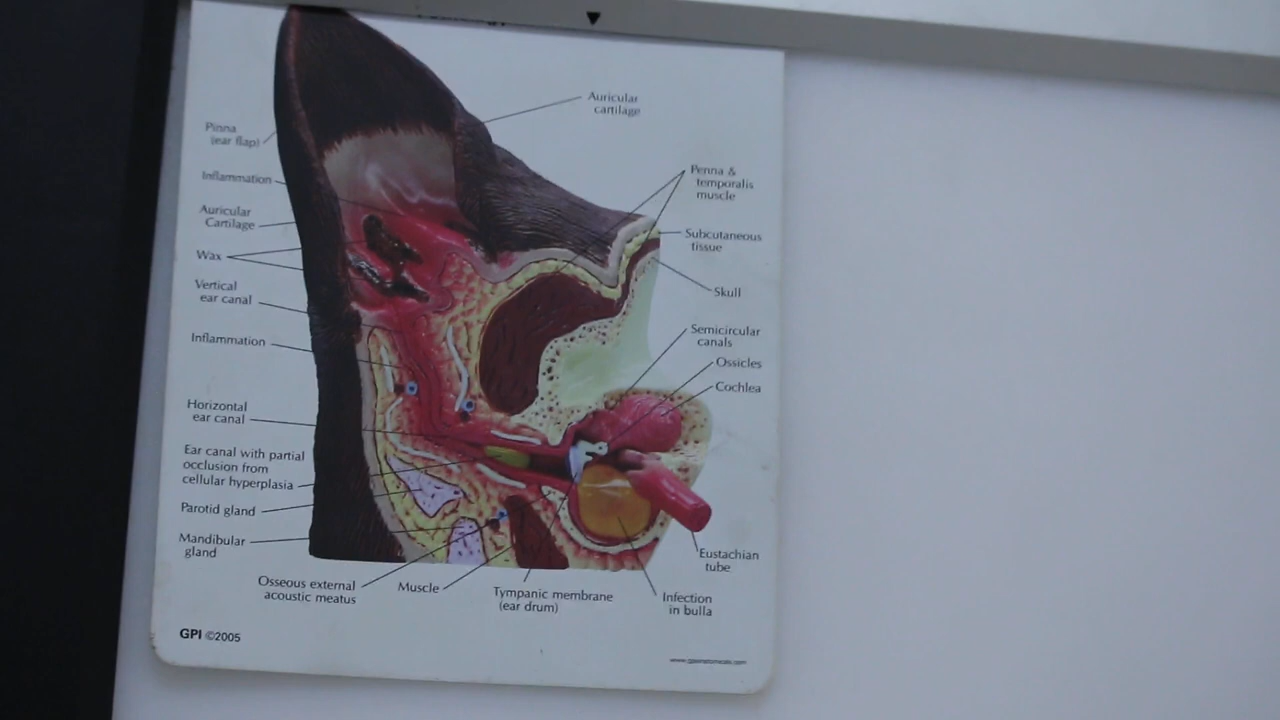 Auricular
cartilage
Pinna
(ear flap)
Inflammation
Auricular
Cartilage
Wax
Vertical
ear canal
Inflammation
Horizontal
ear canal
Ear canal with partial
occlusion from
cellular hyperplasia
Parotid gland
Mandibular
gland
Penna &
temporalis
muscle
Subcutaneous
tissue
Skull
Semicircular
canals
Ossicles
Cochlea
Eustachian
tube
Infection
in bulla
Osseous external
acoustic meatus
Muscle
Tympanic membrane
(ear drum)
GPI ©2005